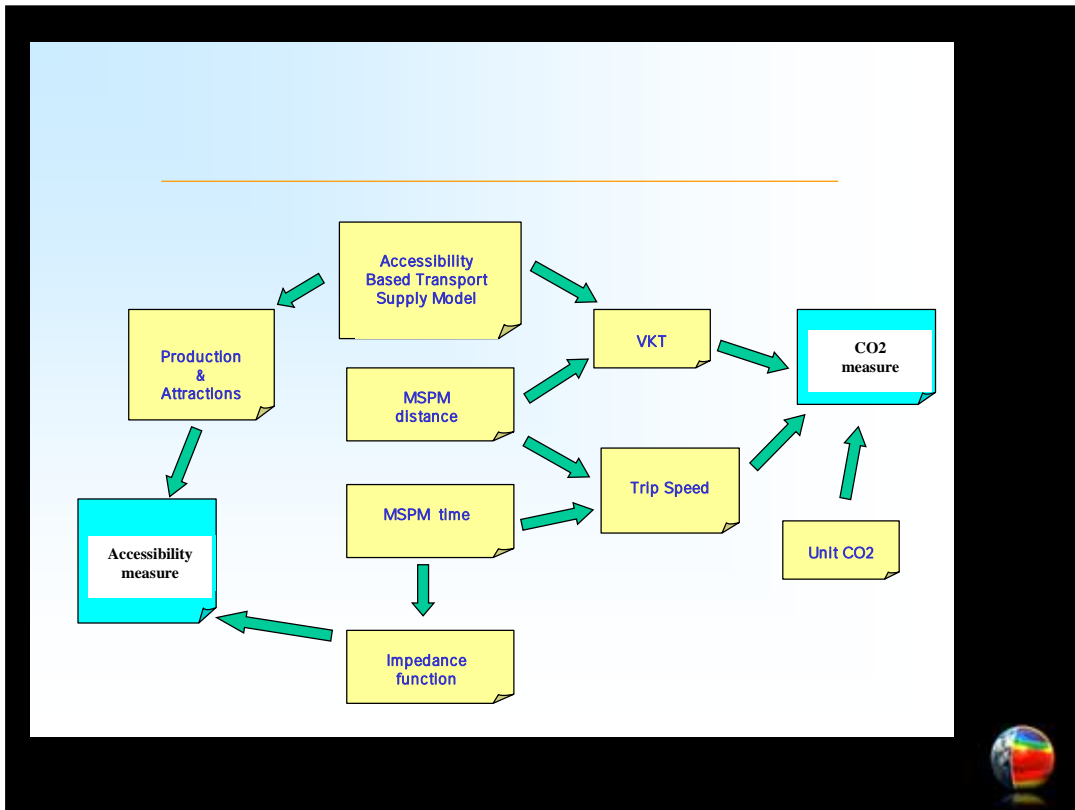 Accessibility
Based Transport
Supply Model
Production
&
Attractions
VKT
CO2
measure
MSPM
distance
Trip Speed
MSPM time
Accessibility
measure
Unit CO2
Impedance
function